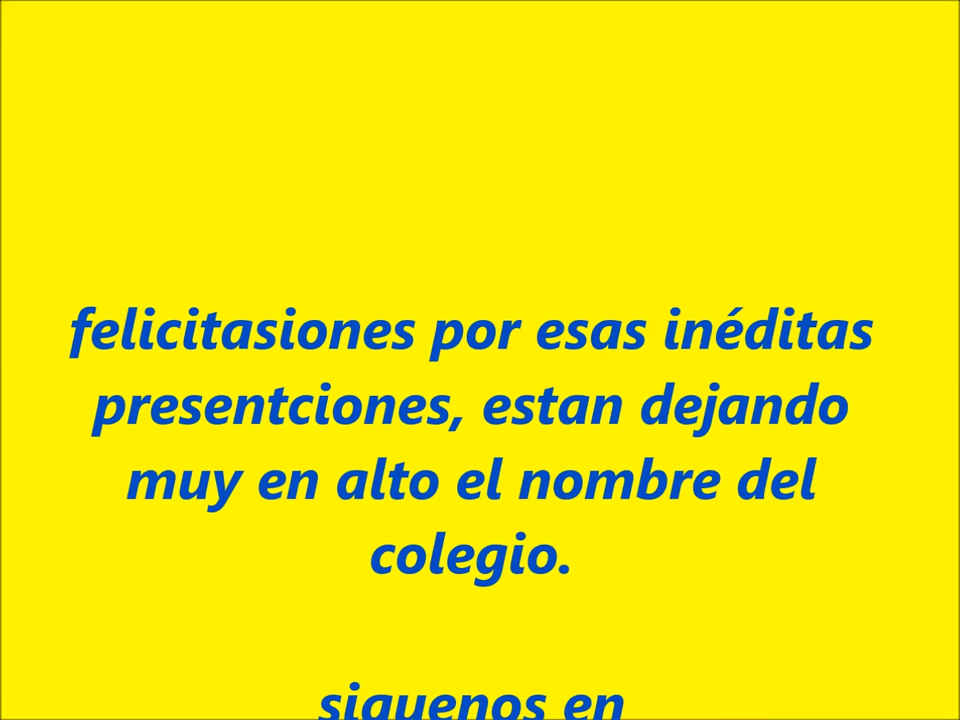 felicitasiones por esas inéditas
presentciones, estan dejando
muy en alto el nombre del
colegio.
siguenos en